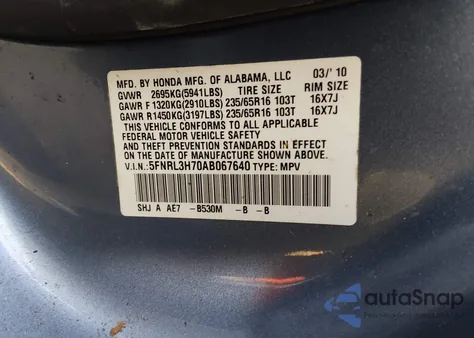 MFD. BY HONDA MFG. OF ALABAMA, LLC 03/'10
GVWR 2695KG(5941LBS) TIRE SIZE RIM SIZE
GAWR F 1320KG(2910LBS) 235/65R16 103T 16X7J
GAWR R1450KG(3197LBS) 235/65R16 103T 16X7J
THIS VEHICLE CONFORMS TO ALL APPLICABLE
FEDERAL MOTOR VEHICLE SAFETY
AND THEFT PREVENTION STANDARDS IN EFFECT
ON THE DATE OF MANUFACTURE SHOWN ABOVE.
V.I.N.: 5FNRL3H70AB067640 TYPE: MPV
SHJ A AE7 -B530M -B -B
autoSnap